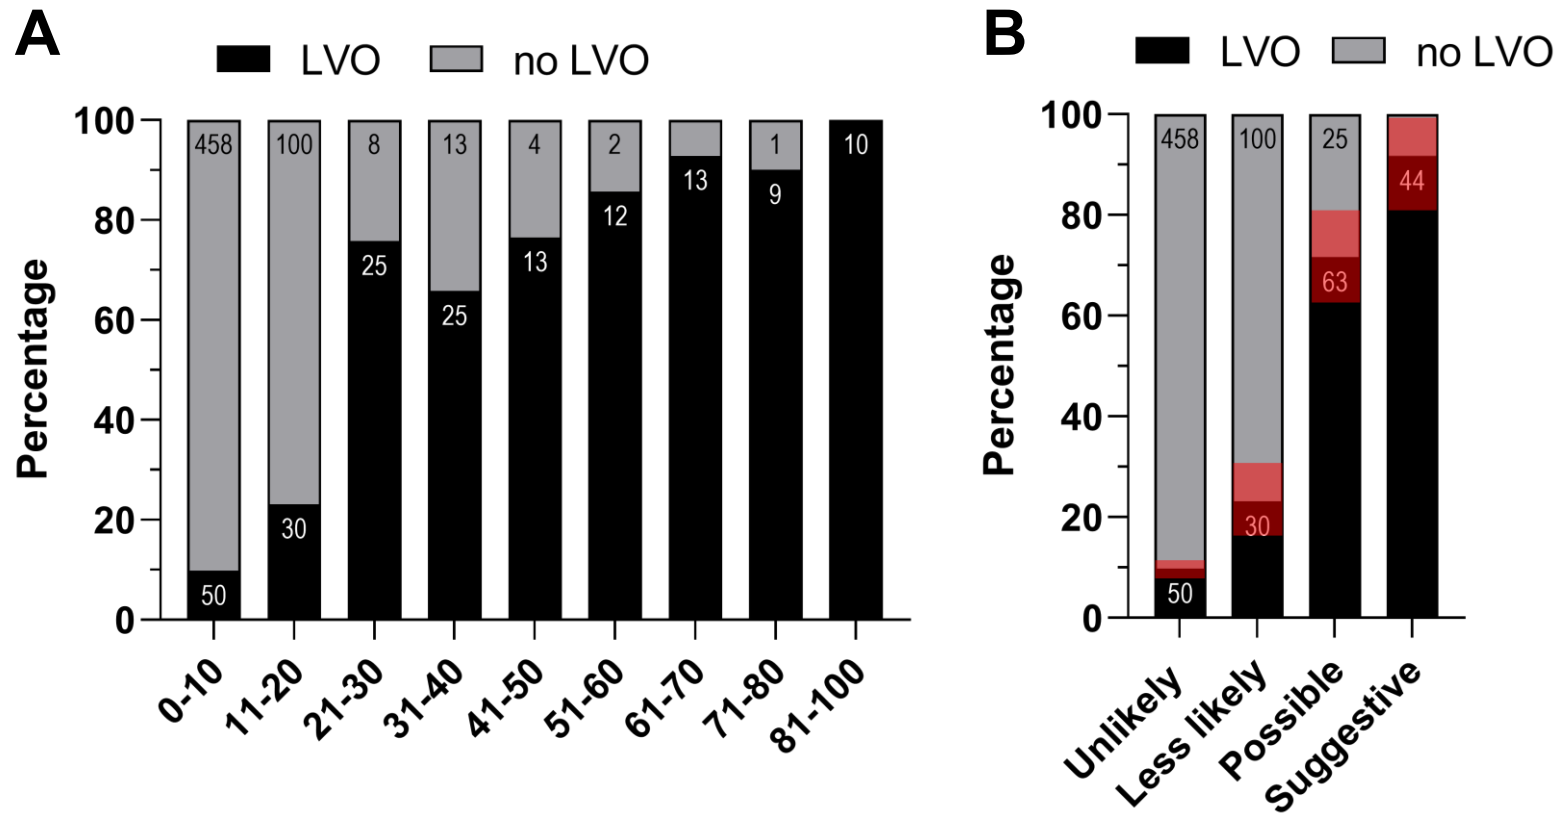 A
LVO no LVO
Percentage
100
80
60
40
20
0
458 100 8 13 4 2 1 10
50 30 25 25 13 12 13 9
0-10 11-20 21-30 31-40 41-50 51-60 61-70 71-80 81-100
B
LVO no LVO
Percentage
100
80
60
40
20
0
458 100 25
50 30 63 44
Unlikely Less likely Possible Suggestive